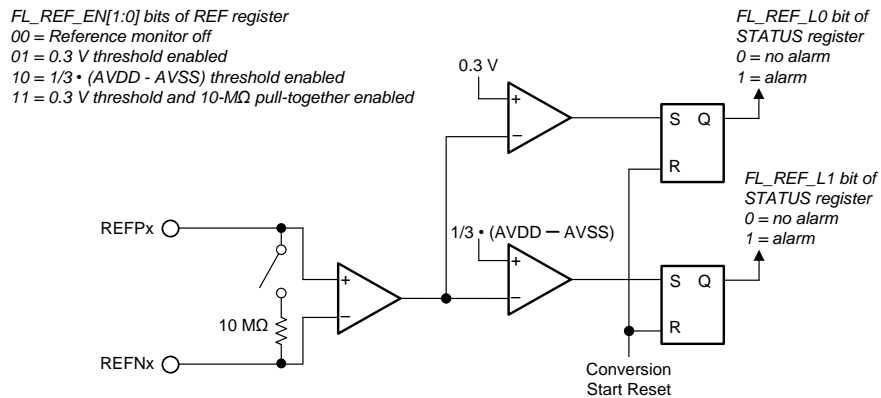 FL_REF_EN[1:0] bits of REF register
00 = Reference monitor off
01 = 0.3 V threshold enabled
10 = 1/3 • (AVDD - AVSS) threshold enabled
11 = 0.3 V threshold and 10-MΩ pull-together enabled
FL_REF_L0 bit of
STATUS register
0 = no alarm
1 = alarm
0.3 V
+
−
S Q
R
FL_REF_L1 bit of
STATUS register
0 = no alarm
1 = alarm
REFPx
1/3 • (AVDD — AVSS)
+
−
S Q
R
+
−
10 MΩ
REFNx
Conversion
Start Reset